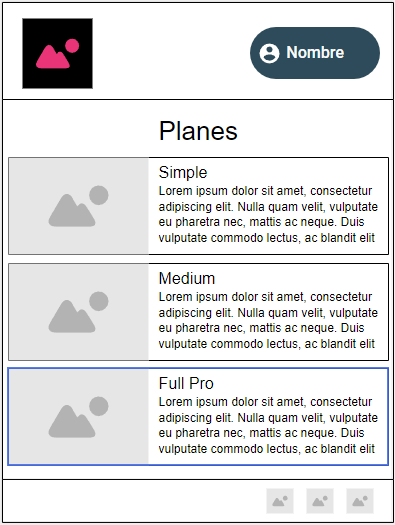 Nombre
Planes
Simple
Lorem ipsum dolor sit amet, consectetur
adipiscing elit. Nulla quam velit, vulputate
eu pharetra nec, mattis ac neque. Duis
vulputate commodo lectus, ac blandit elit
Medium
Lorem ipsum dolor sit amet, consectetur
adipiscing elit. Nulla quam velit, vulputate
eu pharetra nec, mattis ac neque. Duis
vulputate commodo lectus, ac blandit elit
Full Pro
Lorem ipsum dolor sit amet, consectetur
adipiscing elit. Nulla quam velit, vulputate
eu pharetra nec, mattis ac neque. Duis
vulputate commodo lectus, ac blandit elit